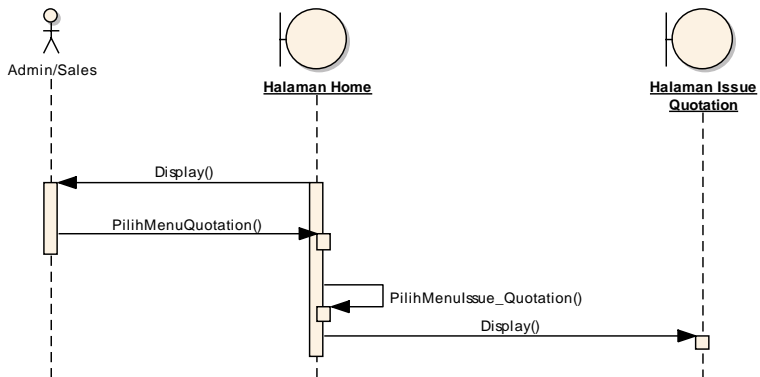 Admin/Sales
Halaman Home
Halaman Issue
Quotation
Display()
PilihMenuQuotation()
PilihMenuIssue_Quotation()
Display()